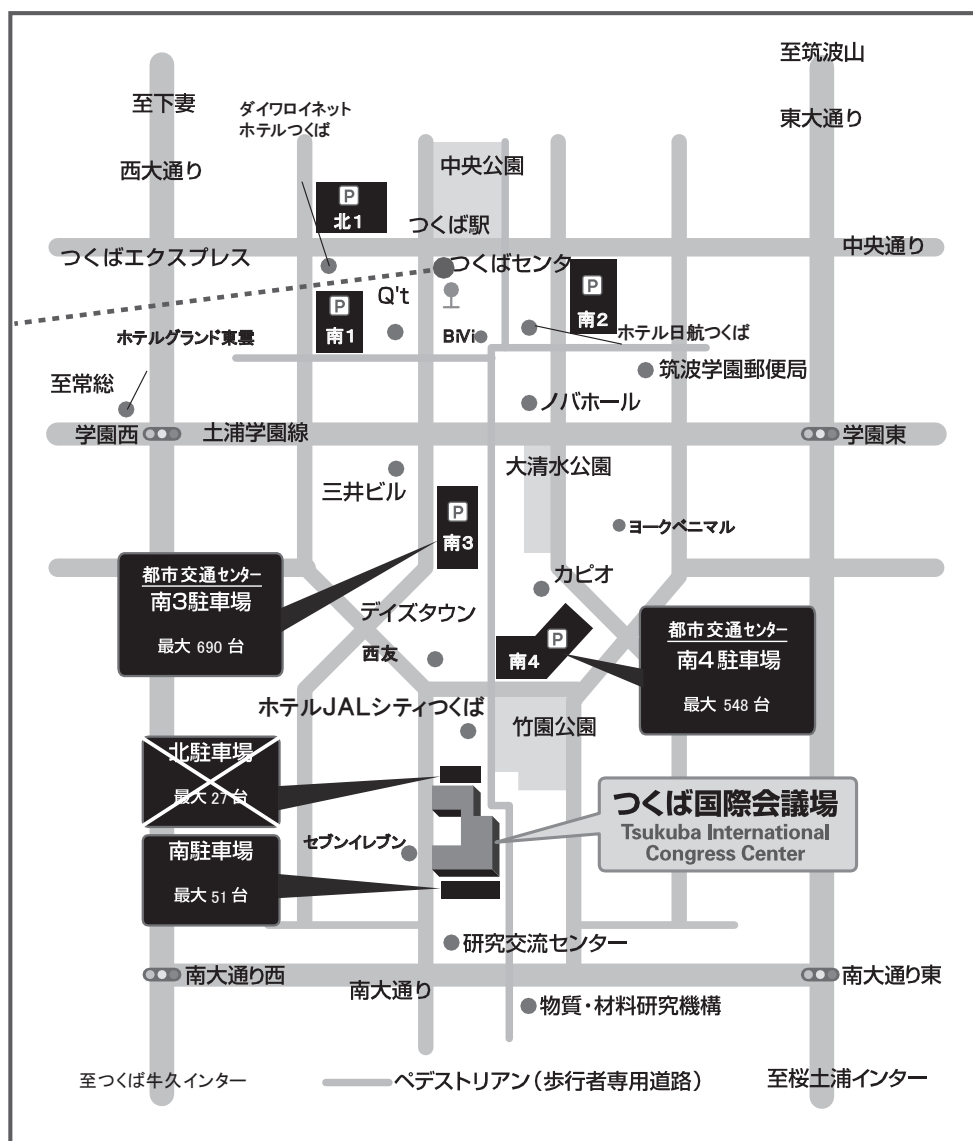 至筑波山
至下妻
ダイワロイネット
ホテルつくば
東大通り
西大通り
中央公園
P
北1
つくば駅
中央通り
つくばエクスプレス
つくばセンタ
P
南2
Q't
P
南1
BiVi
ホテル日航つくば
ホテルグランド東雲
筑波学園郵便局
至常総
ノバホール
学園西
土浦学園線
学園東
大清水公園
三井ビル
P
南3
ヨークベニマル
都市交通センター
南3駐車場
最大 690 台
カピオ
デイズタウン
P
南4
都市交通センター
南4駐車場
最大 548 台
西友
ホテルJALシティつくば
竹園公園
北駐車場
最大 27 台
つくば国際会議場
Tsukuba International
Congress Center
セブンイレブン
南駐車場
最大 51 台
研究交流センター
南大通り西
南大通り
南大通り東
物質・材料研究機構
至つくば牛久インター
ペデストリアン(歩行者専用道路)
至桜土浦インター